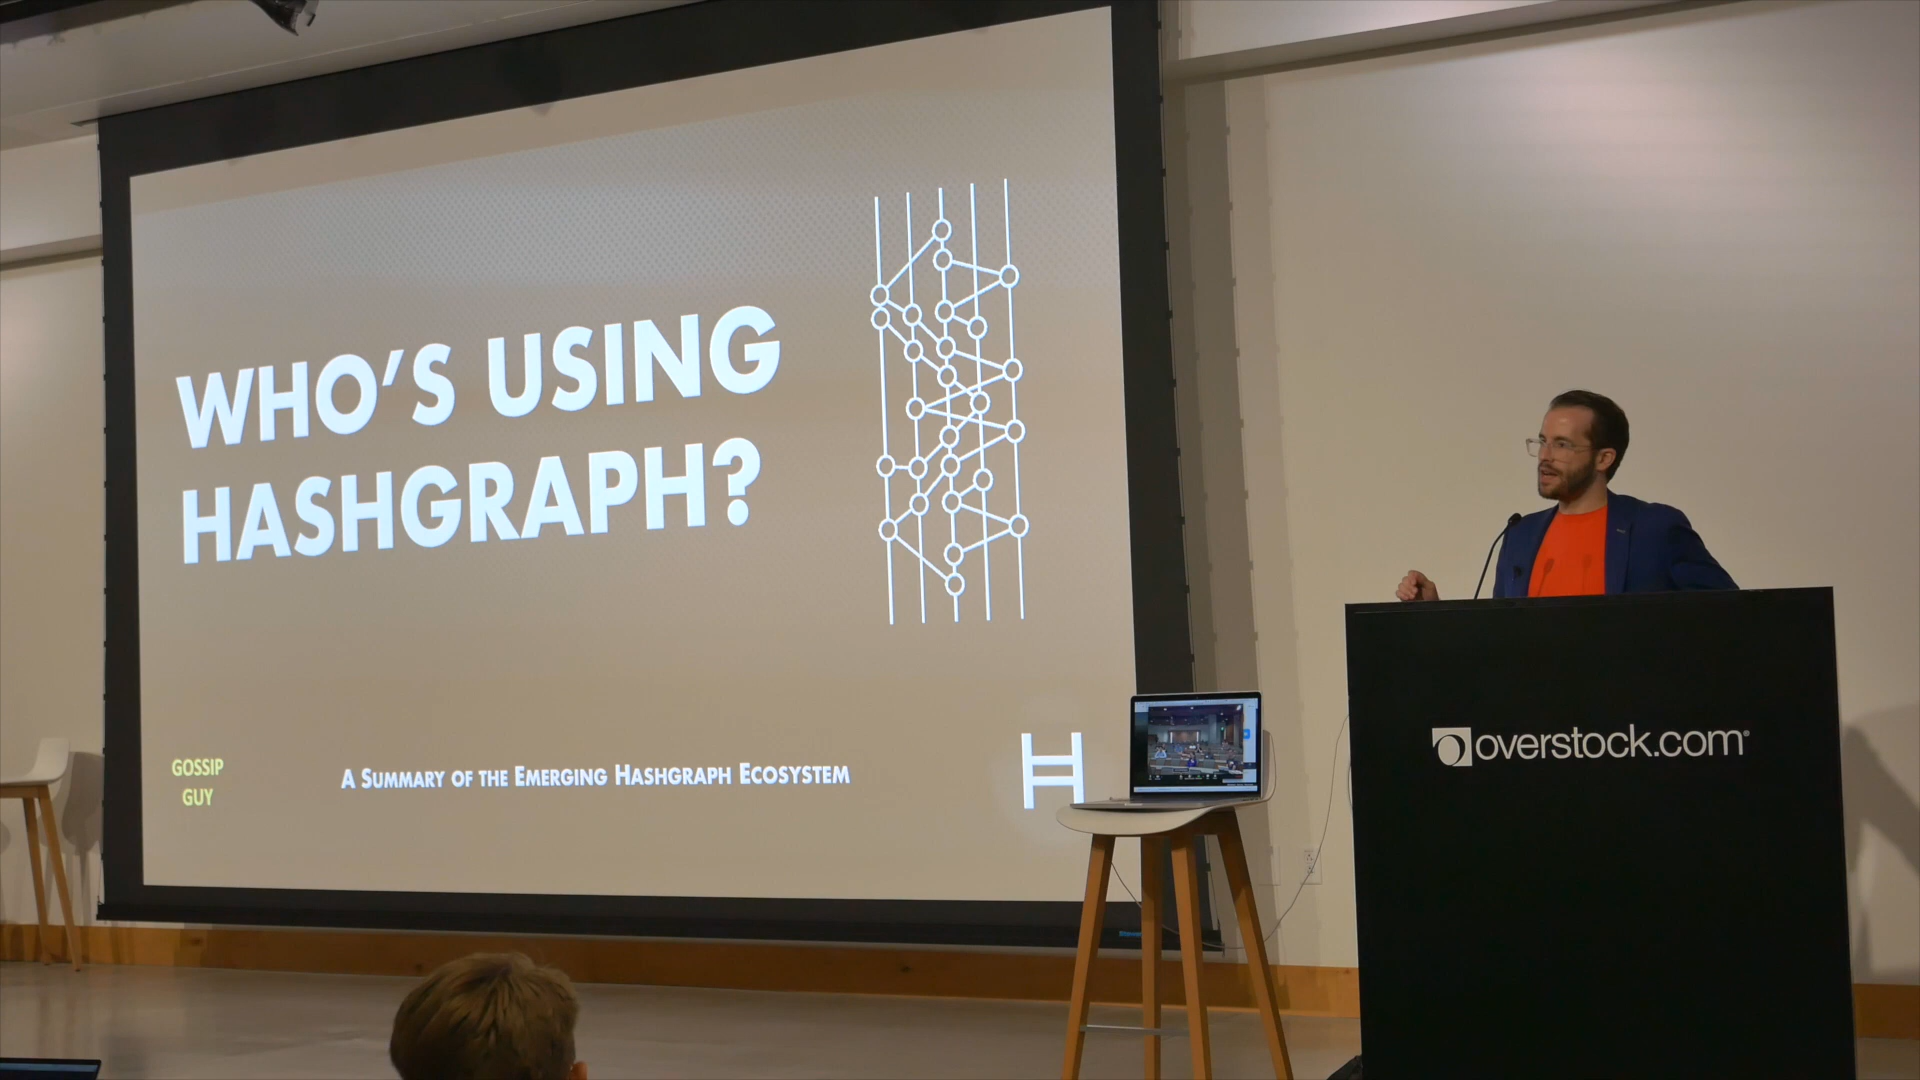 WHO'S USING
HASHGRAPH?
GOSSIP
GUY
A SUMMARY OF THE EMERGING HASHGRAPH ECOSYSTEM
overstock.com®